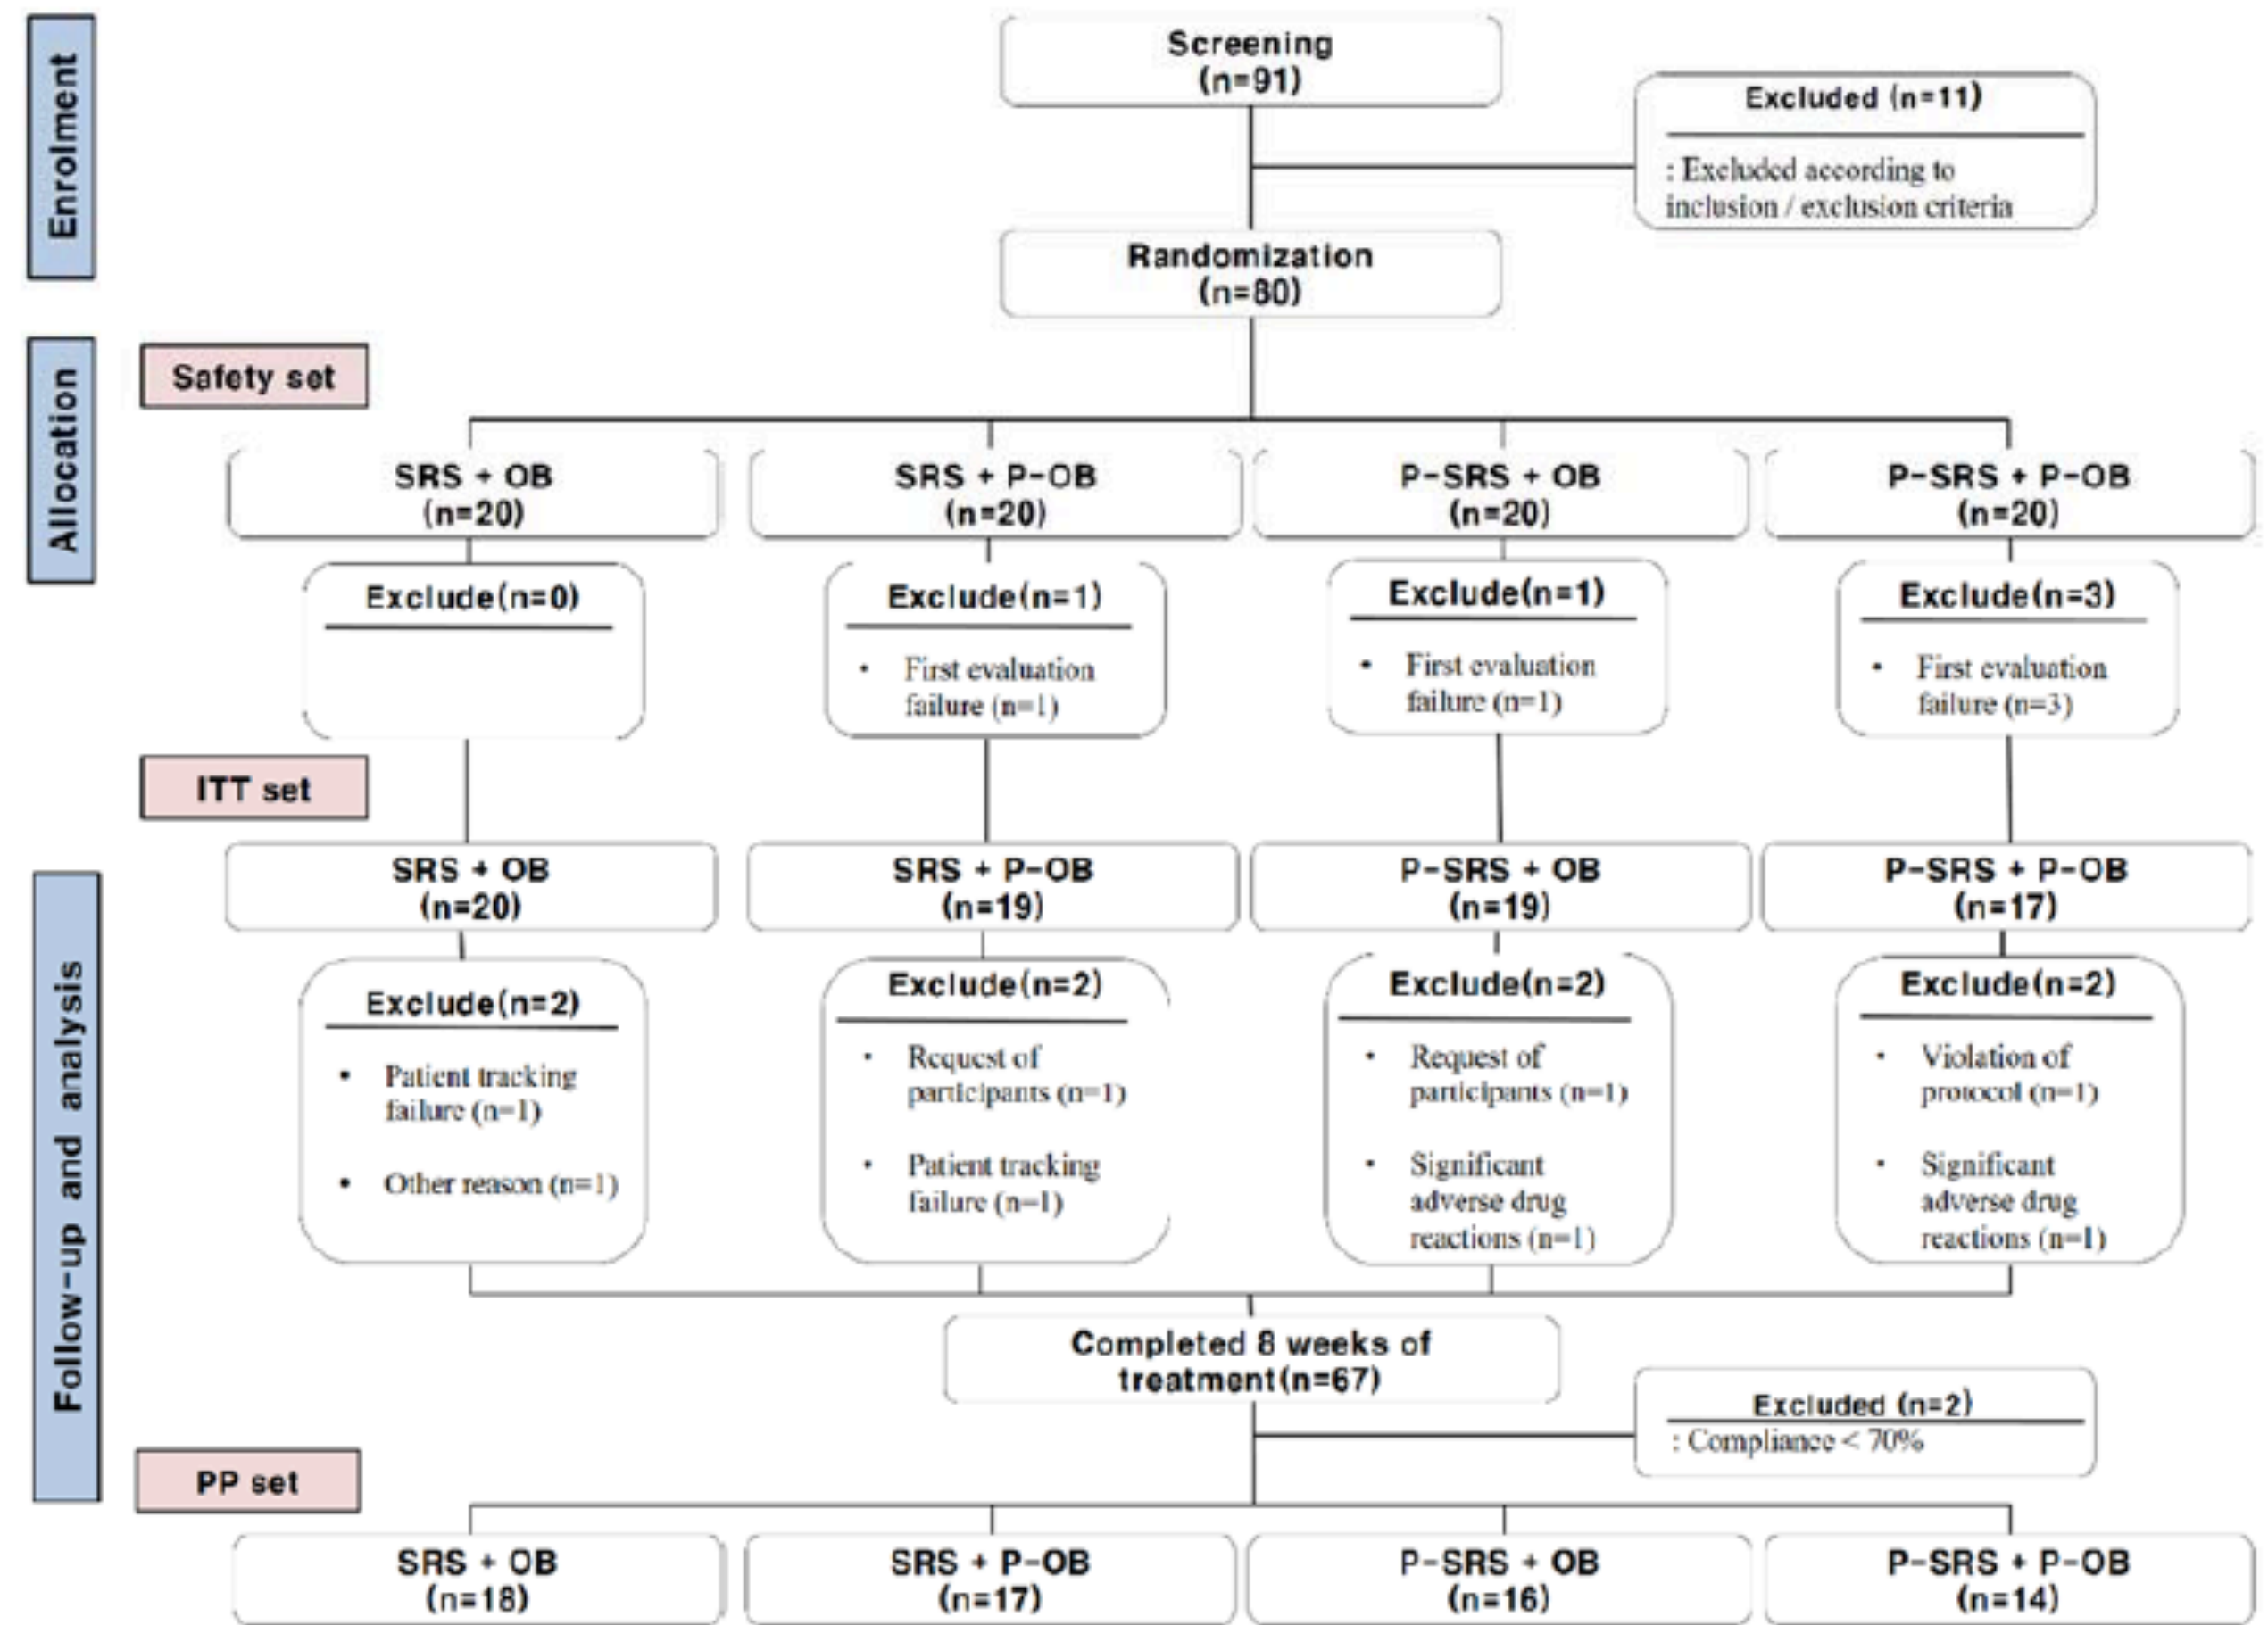 Enrolment
Screening
(n=91)
Excluded (n=11)
: Excluded according to
inclusion / exclusion criteria
Randomization
(n=80)
Allocation
Safety set
SRS + OB
(n=20)
SRS + P-OB
(n=20)
P-SRS + OB
(n=20)
P-SRS + P-OB
(n=20)
Exclude(n=0)
Exclude(n=1)
• First evaluation
failure (n=1)
Exclude(n=1)
• First evaluation
failure (n=1)
Exclude(n=3)
• First evaluation
failure (n=3)
ITT set
SRS + OB
(n=20)
SRS + P-OB
(n=19)
P-SRS + OB
(n=19)
P-SRS + P-OB
(n=17)
Follow-up and analysis
Exclude(n=2)
• Patient tracking
failure (n=1)
• Other reason (n=1)
Exclude(n=2)
• Request of
participants (n=1)
• Patient tracking
failure (n=1)
Exclude(n=2)
• Request of
participants (n=1)
• Significant
adverse drug
reactions (n=1)
Exclude(n=2)
• Violation of
protocol (n=1)
• Significant
adverse drug
reactions (n=1)
Completed 8 weeks of
treatment(n=67)
Excluded (n=2)
: Compliance < 70%
PP set
SRS + OB
(n=18)
SRS + P-OB
(n=17)
P-SRS + OB
(n=16)
P-SRS + P-OB
(n=14)